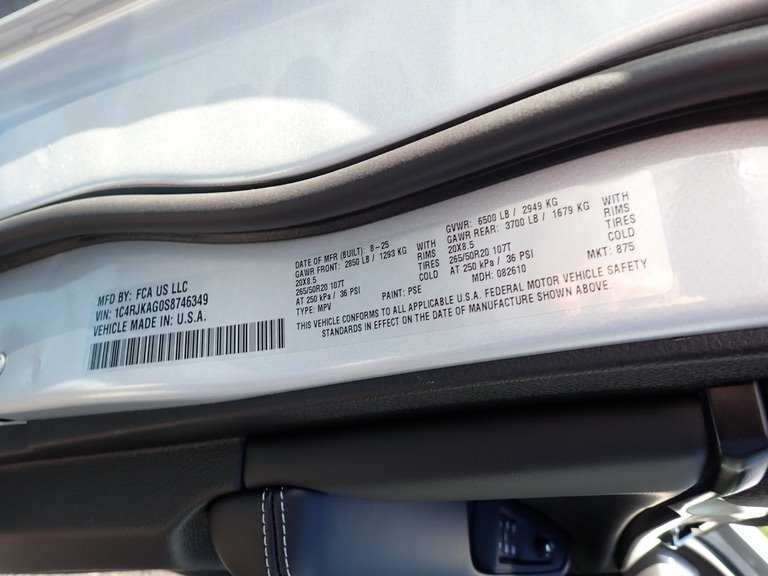 MFD BY: FCA US LLC
VIN: 1C4RJKAG0S8746349
VEHICLE MADE IN: U.S.A.
DATE OF MFR (BUILT): 8-25
GAWR FRONT: 2850 LB / 1293 KG WITH
20X8.5 RIMS
265/50R20 107T TIRES
AT 250 kPa / 36 PSI COLD
TYPE: MPV PAINT: PSE
GVWR: 6500 LB / 2949 KG
GAWR REAR: 3700 LB / 1679 KG WITH
20X8.5 RIMS
265/50R20 107T TIRES
AT 250 kPa / 36 PSI COLD
MDH: 082610 MKT: 875
THIS VEHICLE CONFORMS TO ALL APPLICABLE U.S.A. FEDERAL MOTOR VEHICLE SAFETY
STANDARDS IN EFFECT ON THE DATE OF MANUFACTURE SHOWN ABOVE.